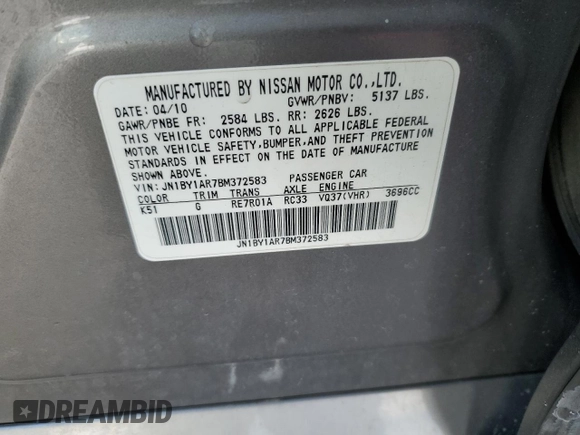 MANUFACTURED BY NISSAN MOTOR CO.,LTD.
DATE: 04/10 GVWR/PNBV: 5137 LBS.
GAWR/PNBE FR: 2584 LBS. RR: 2626 LBS.
THIS VEHICLE CONFORMS TO ALL APPLICABLE FEDERAL
MOTOR VEHICLE SAFETY,BUMPER,AND THEFT PREVENTION
STANDARDS IN EFFECT ON THE DATE OF MANUFACTURE
SHOWN ABOVE.
VIN: JN1BY1AR7BM372583 PASSENGER CAR
COLOR TRIM TRANS AXLE ENGINE
K51 G RE7R01A RC33 VQ37(VHR) 3696CC
JN1BY1AR7BM372583
DREAMBID